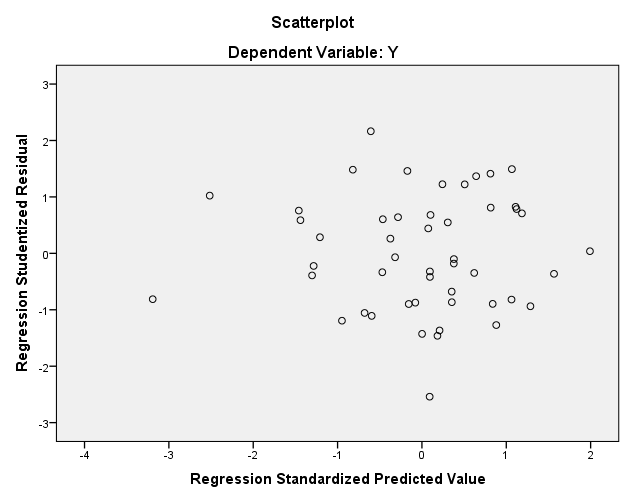 Scatterplot
Dependent Variable: Y
Regression Studentized Residual
3
2
1
0
-1
-2
-3
-4 -3 -2 -1 0 1 2
Regression Standardized Predicted Value